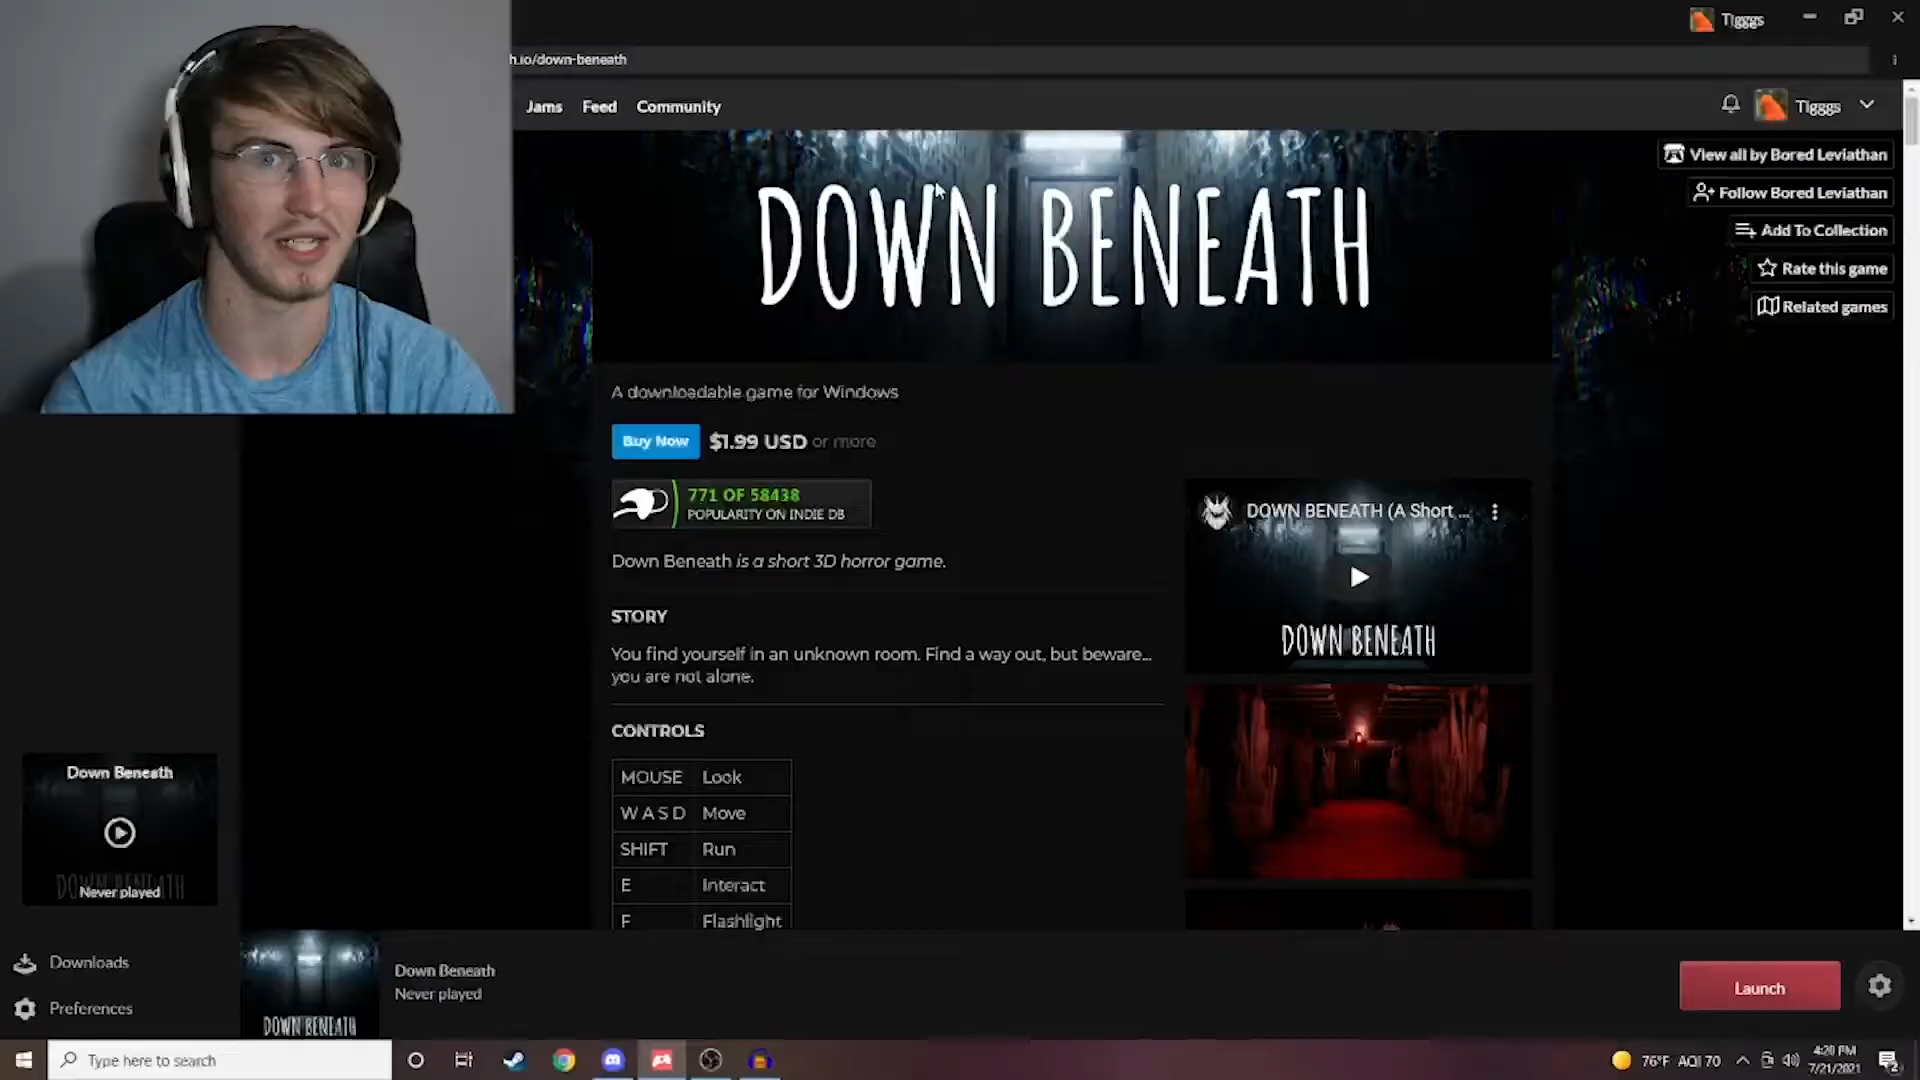 Tigggs
h.io/down-beneath
Jams Feed Community
Tigggs
DOWN BENEATH
View all by Bored Leviathan
Follow Bored Leviathan
Add To Collection
Rate this game
Related games
A downloadable game for Windows
Buy Now $1.99 USD or more
771 OF 58438
POPULARITY ON INDIE DB
DOWN BENEATH (A Short ...
DOWN BENEATH
Down Beneath is a short 3D horror game.
STORY
You find yourself in an unknown room. Find a way out, but beware...
you are not alone.
CONTROLS
MOUSE Look
W A S D Move
SHIFT Run
E Interact
F Flashlight
Down Beneath
DOWN BENEATH
Never played
Downloads
Preferences
DOWN BENEATH
Down Beneath
Never played
Launch
Type here to search
76°F AQI 70
4:20 PM
7/21/2021
2